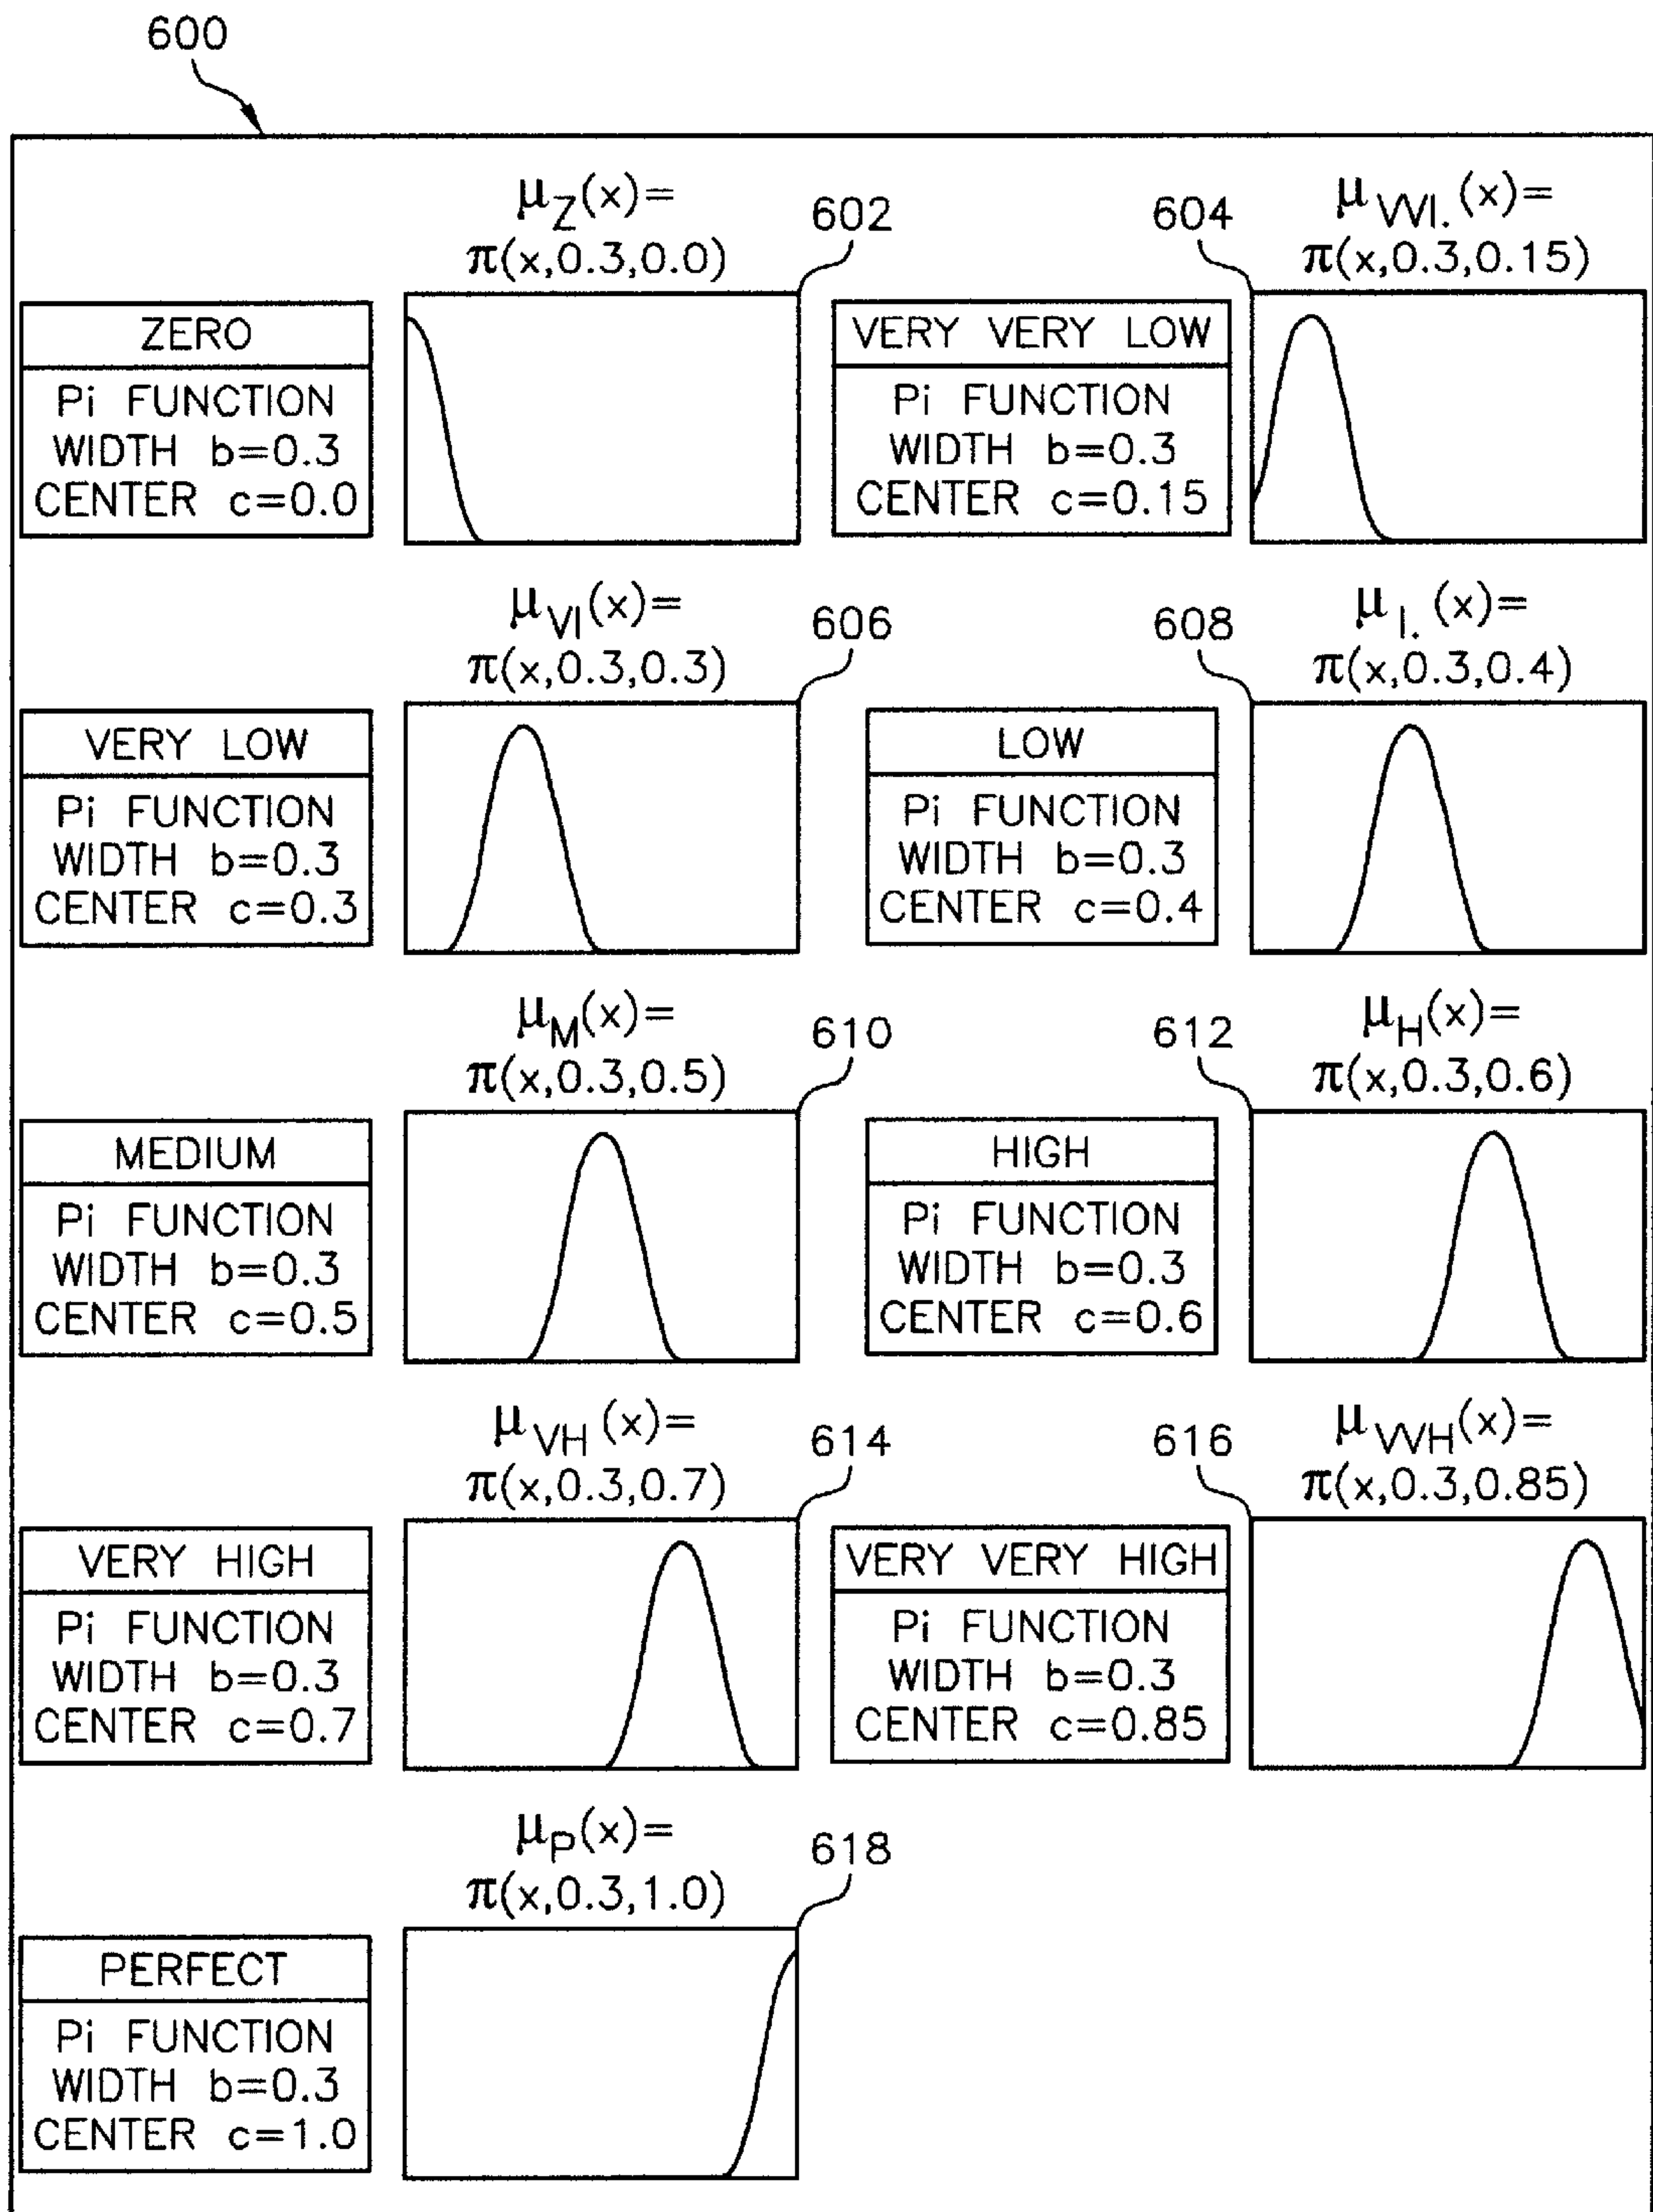 600
μZ(x)=
π(x,0.3,0.0)
602
604
μVVI.(x)=
π(x,0.3,0.15)
ZERO
Pi FUNCTION
WIDTH b=0.3
CENTER c=0.0
VERY VERY LOW
Pi FUNCTION
WIDTH b=0.3
CENTER c=0.15
μVI(x)=
π(x,0.3,0.3)
606
608
μI.(x)=
π(x,0.3,0.4)
VERY LOW
Pi FUNCTION
WIDTH b=0.3
CENTER c=0.3
LOW
Pi FUNCTION
WIDTH b=0.3
CENTER c=0.4
μM(x)=
π(x,0.3,0.5)
610
612
μH(x)=
π(x,0.3,0.6)
MEDIUM
Pi FUNCTION
WIDTH b=0.3
CENTER c=0.5
HIGH
Pi FUNCTION
WIDTH b=0.3
CENTER c=0.6
μVH(x)=
π(x,0.3,0.7)
614
616
μVVH(x)=
π(x,0.3,0.85)
VERY HIGH
Pi FUNCTION
WIDTH b=0.3
CENTER c=0.7
VERY VERY HIGH
Pi FUNCTION
WIDTH b=0.3
CENTER c=0.85
μP(x)=
π(x,0.3,1.0)
618
PERFECT
Pi FUNCTION
WIDTH b=0.3
CENTER c=1.0